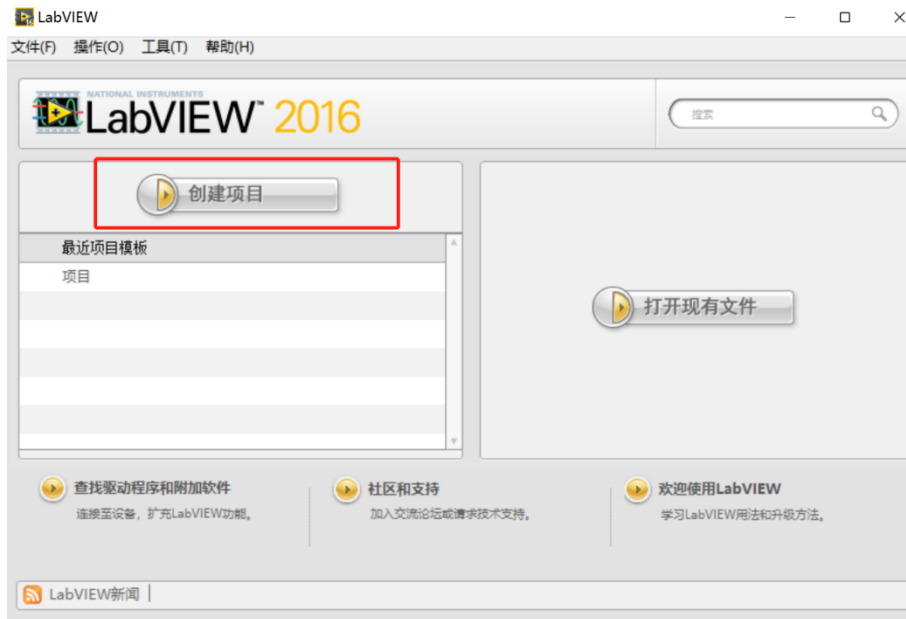 LabVIEW
文件(F) 操作(O) 工具(T) 帮助(H)
NATIONAL INSTRUMENTS
LabVIEW™ 2016
搜索
创建项目
最近项目模板
项目
打开现有文件
查找驱动程序和附加软件
连接至设备，扩充LabVIEW功能。
社区和支持
加入交流论坛或请求技术支持。
欢迎使用LabVIEW
学习LabVIEW用法和升级方法。
LabVIEW新闻